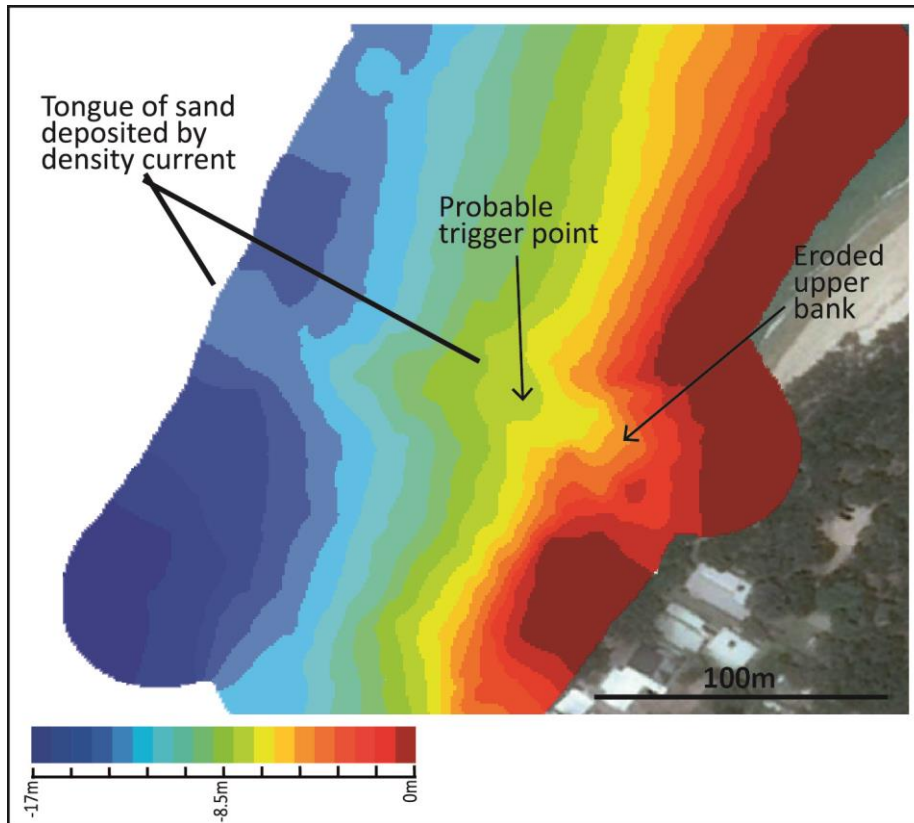 Tongue of sand
deposited by
density current
Probable
trigger point
Eroded
upper
bank
100m
-17m
-8.5m
0m